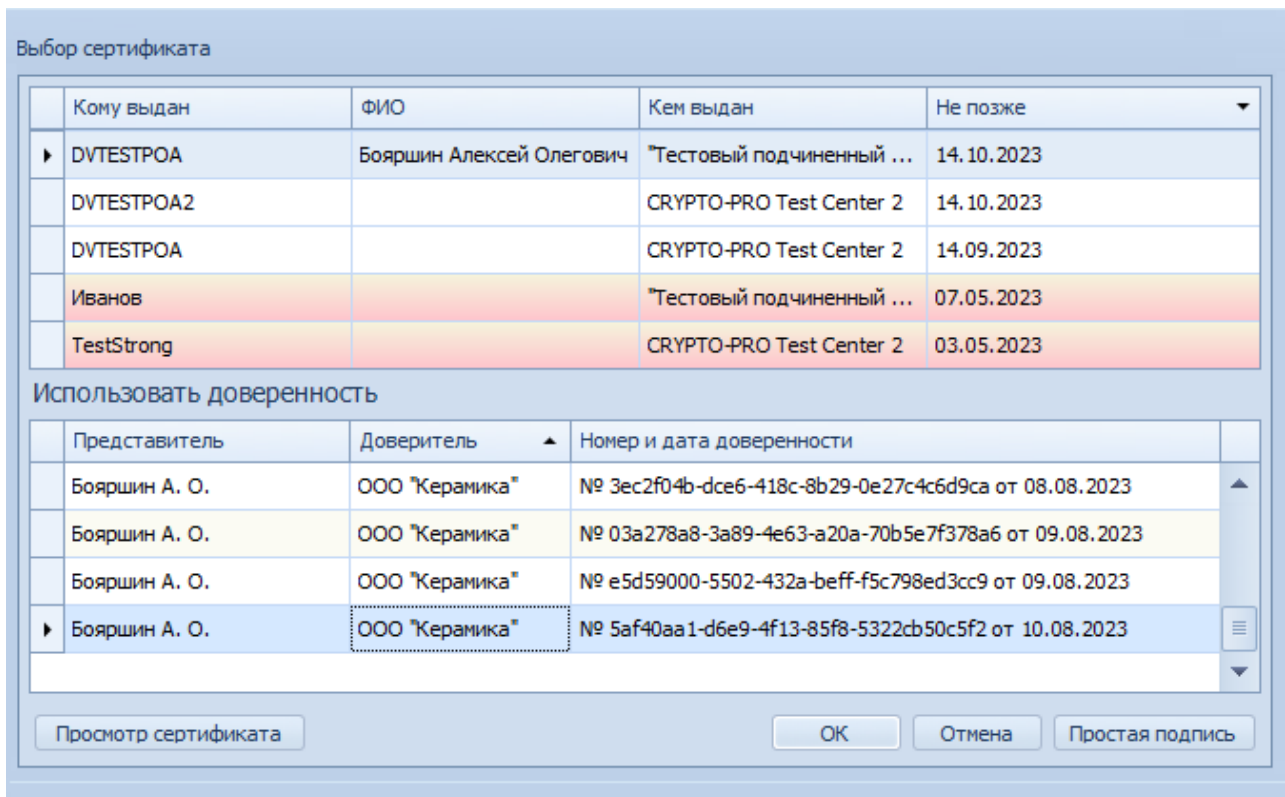 Выбор сертификата
Кому выдан ФИО Кем выдан Не позже
DVTESTPOA Бояршин Алексей Олегович "Тестовый подчиненный ... 14.10.2023
DVTESTPOA2 CRYPTO-PRO Test Center 2 14.10.2023
DVTESTPOA CRYPTO-PRO Test Center 2 14.09.2023
Иванов "Тестовый подчиненный ... 07.05.2023
TestStrong CRYPTO-PRO Test Center 2 03.05.2023
Использовать доверенность
Представитель Доверитель Номер и дата доверенности
Бояршин А. О. ООО "Керамика" № 3ec2f04b-dce6-418c-8b29-0e27c4c6d9ca от 08.08.2023
Бояршин А. О. ООО "Керамика" № 03a278a8-3a89-4e63-a20a-70b5e7f378a6 от 09.08.2023
Бояршин А. О. ООО "Керамика" № e5d59000-5502-432a-beff-f5c798ed3cc9 от 09.08.2023
Бояршин А. О. ООО "Керамика" № 5af40aa1-d6e9-4f13-85f8-5322cb50c5f2 от 10.08.2023
Просмотр сертификата ОК Отмена Простая подпись